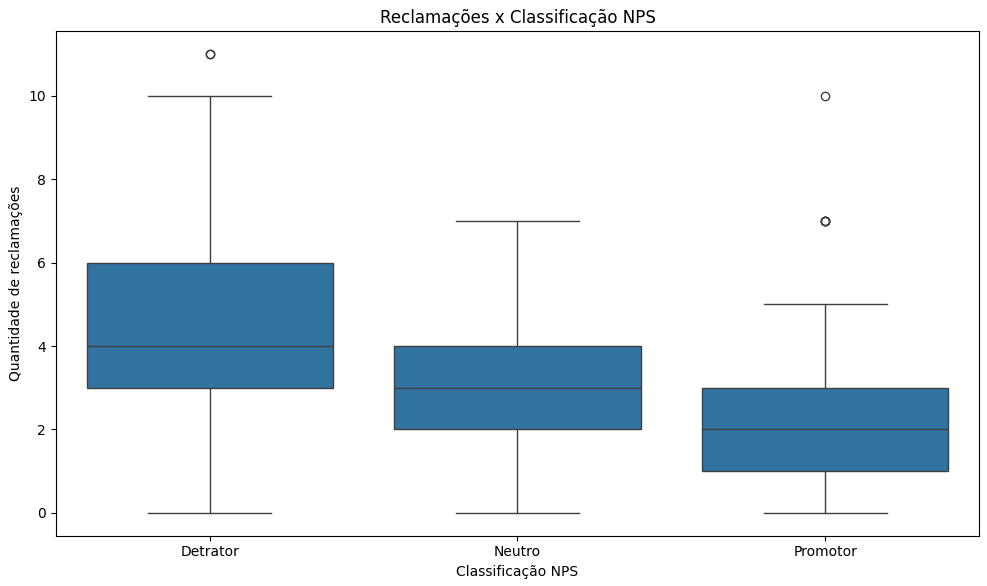 Reclamações x Classificação NPS
Quantidade de reclamações
10
8
6
4
2
0
Detrator
Neutro
Promotor
Classificação NPS